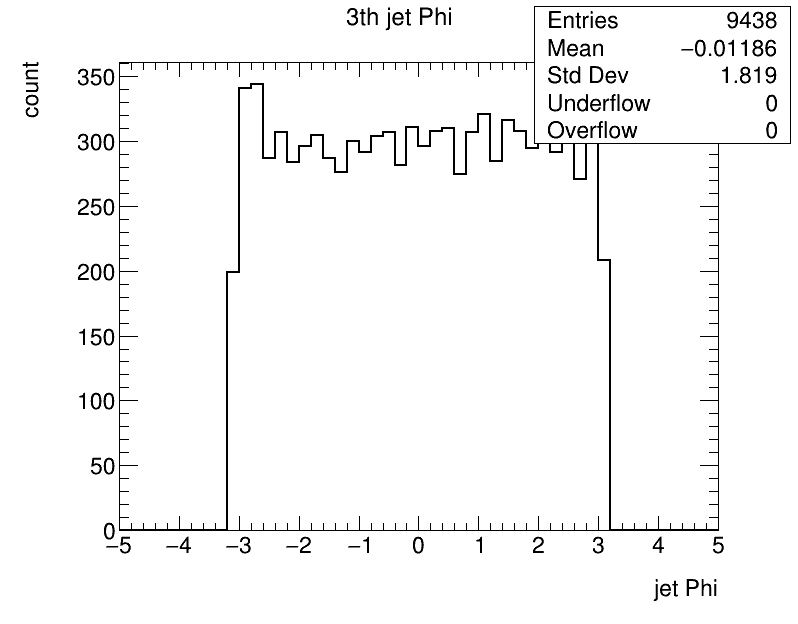 3th jet Phi
Entries 9438
Mean −0.01186
Std Dev 1.819
Underflow 0
Overflow 0
count
350
300
250
200
150
100
50
0
−5 −4 −3 −2 −1 0 1 2 3 4 5
jet Phi